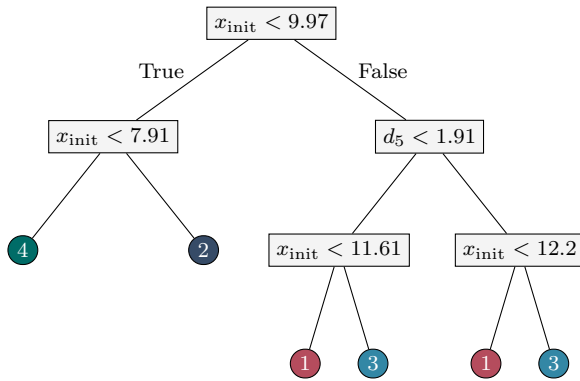 x_init < 9.97
True
False
x_init < 7.91
d_5 < 1.91
4
2
x_init < 11.61
x_init < 12.2
1
3
1
3